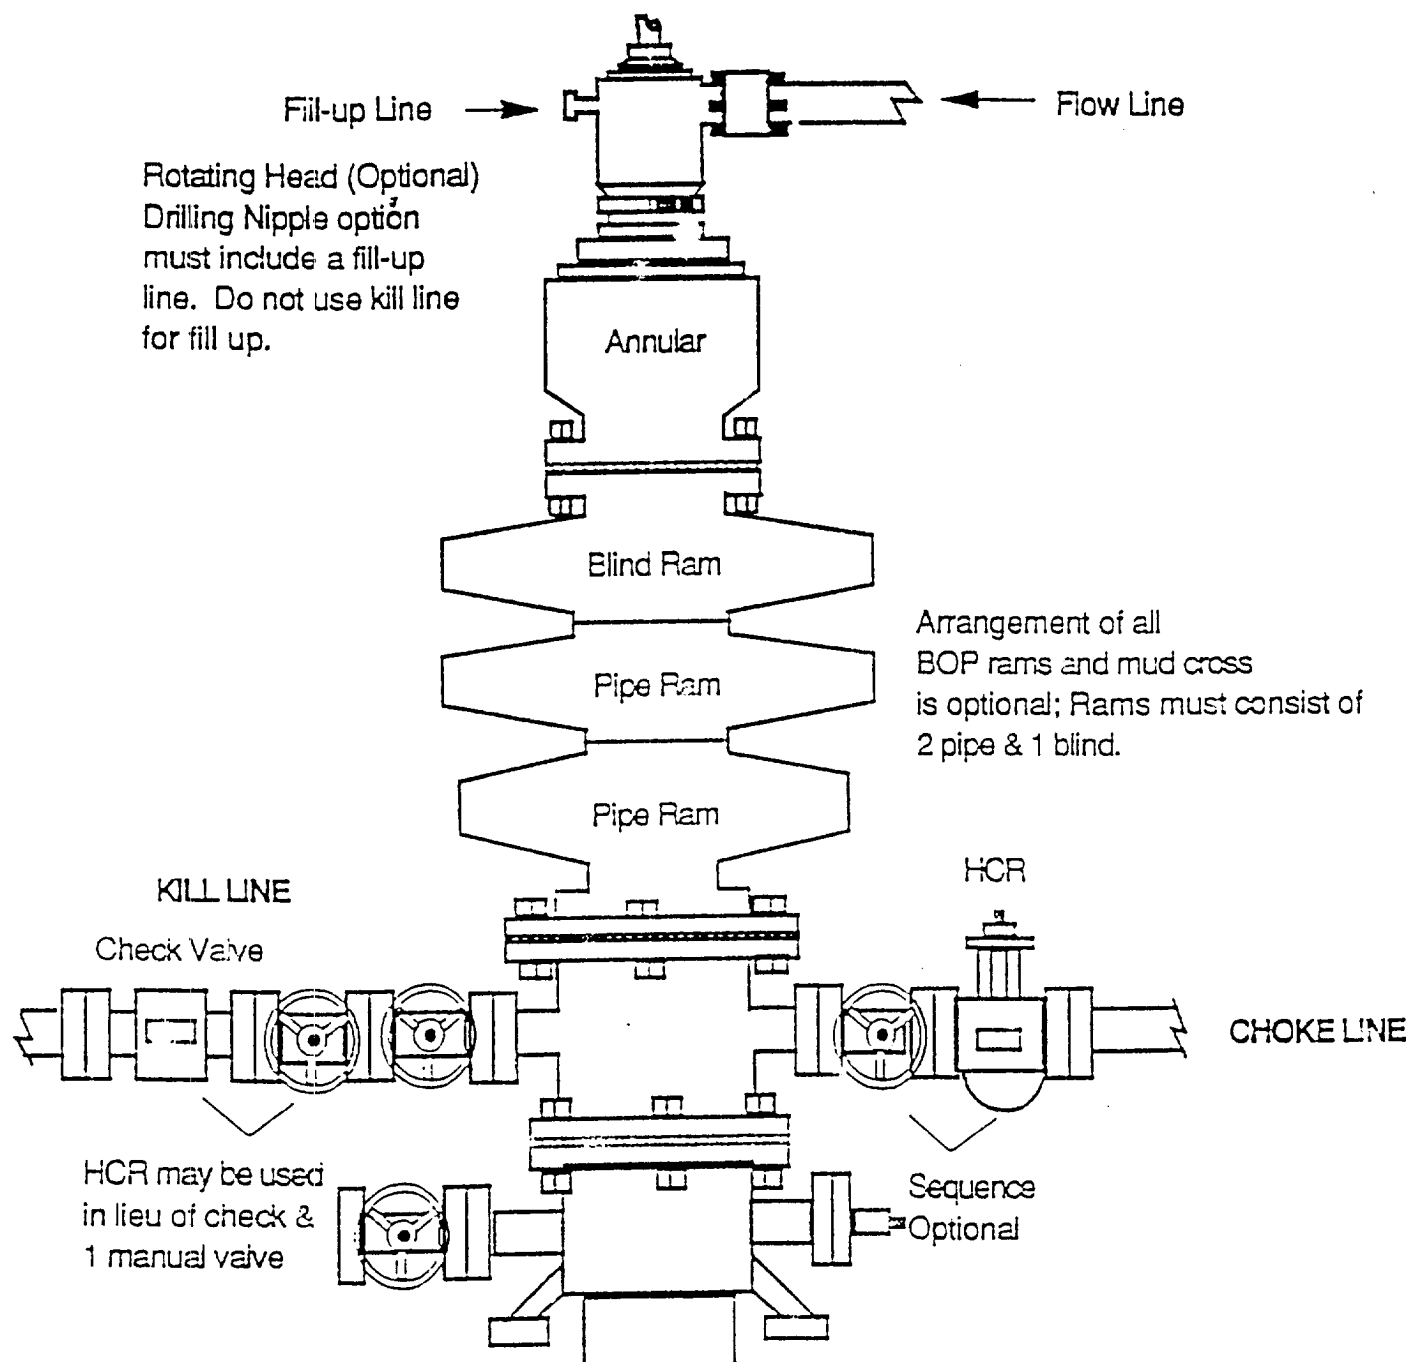 Fill-up Line
Flow Line
Rotating Head (Optional)
Drilling Nipple option
must include a fill-up
line. Do not use kill line
for fill up.
Annular
Blind Ram
Pipe Ram
Arrangement of all
BOP rams and mud cross
is optional; Rams must consist of
2 pipe & 1 blind.
Pipe Ram
HCR
KILL LINE
Check Valve
CHOKE LINE
HCR may be used
in lieu of check &
1 manual valve
Sequence
Optional